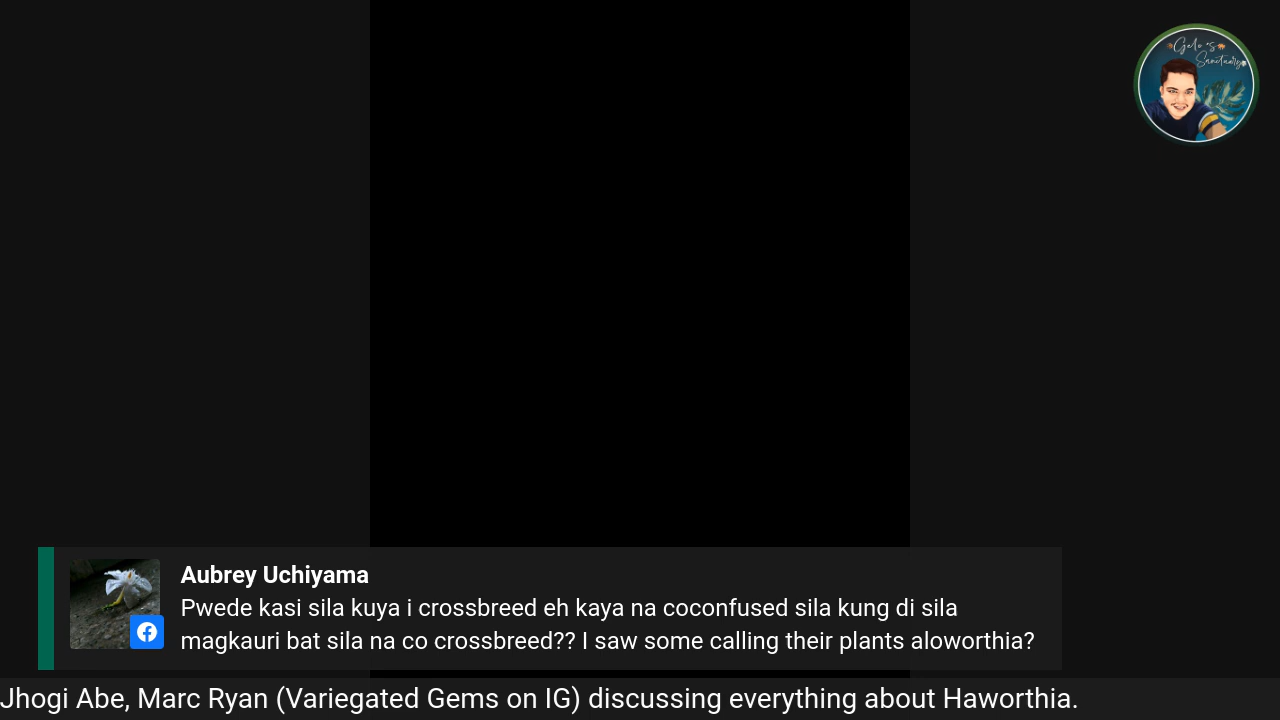 Gelo's
Sanctuary
Aubrey Uchiyama
Pwede kasi sila kuya i crossbreed eh kaya na coconfused sila kung di sila
magkauri bat sila na co crossbreed?? I saw some calling their plants aloworthia?
Jhogi Abe, Marc Ryan (Variegated Gems on IG) discussing everything about Haworthia.